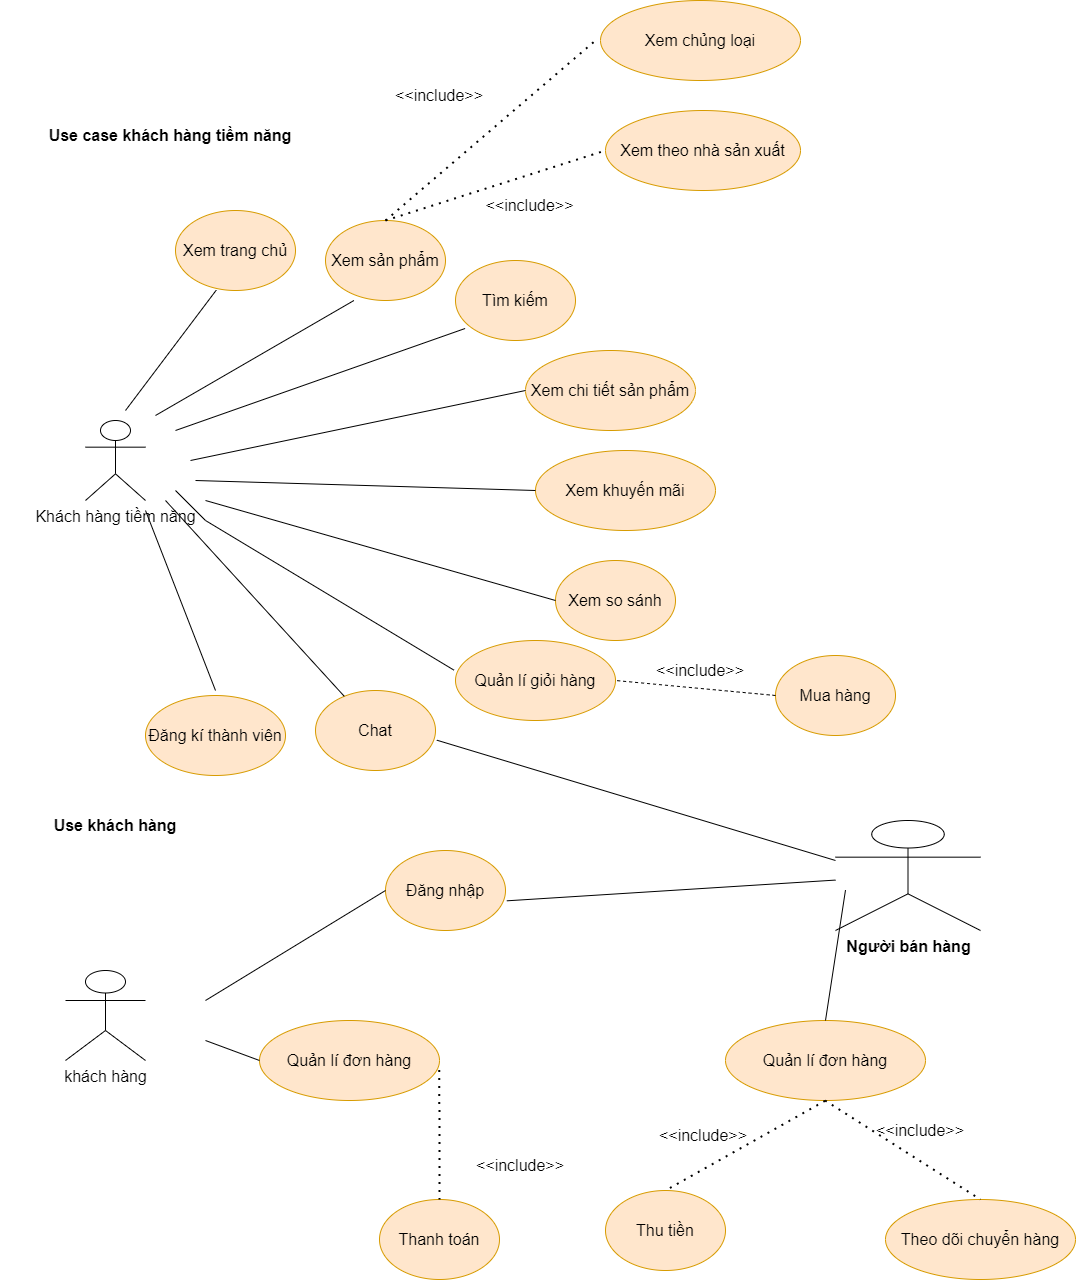 Xem chủng loại
<<include>>
Use case khách hàng tiềm năng
Xem theo nhà sản xuất
<<include>>
Xem trang chủ
Xem sản phẩm
Tìm kiếm
Xem chi tiết sản phẩm
Xem khuyến mãi
Khách hàng tiềm năng
Xem so sánh
Quản lí giỏi hàng
<<include>>
Mua hàng
Đăng kí thành viên
Chat
Use khách hàng
Đăng nhập
Người bán hàng
khách hàng
Quản lí đơn hàng
Quản lí đơn hàng
<<include>>
<<include>>
<<include>>
Thanh toán
Thu tiền
Theo dõi chuyển hàng